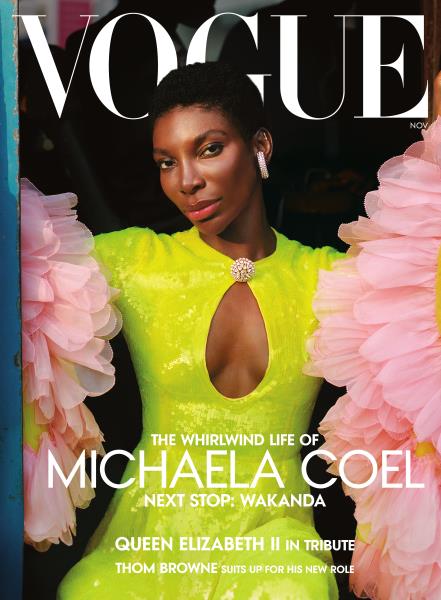 VOGUE
NOV
THE WHIRLWIND LIFE OF
MICHAELA COEL
NEXT STOP: WAKANDA
QUEEN ELIZABETH II IN TRIBUTE
THOM BROWNE SUITS UP FOR HIS NEW ROLE